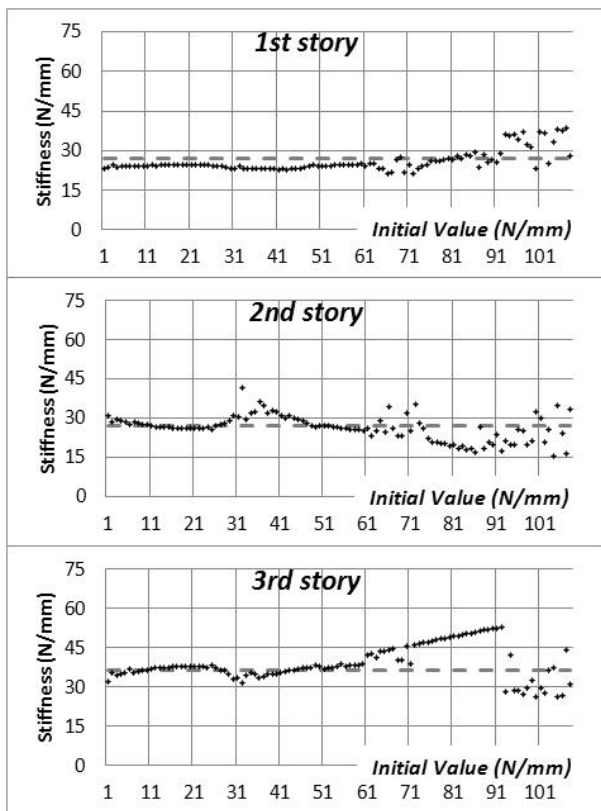 1st story
Stiffness (N/mm)
75
60
45
30
15
0
Initial Value (N/mm)
1 11 21 31 41 51 61 71 81 91 101
2nd story
Stiffness (N/mm)
75
60
45
30
15
0
Initial Value (N/mm)
1 11 21 31 41 51 61 71 81 91 101
3rd story
Stiffness (N/mm)
75
60
45
30
15
0
Initial Value (N/mm)
1 11 21 31 41 51 61 71 81 91 101